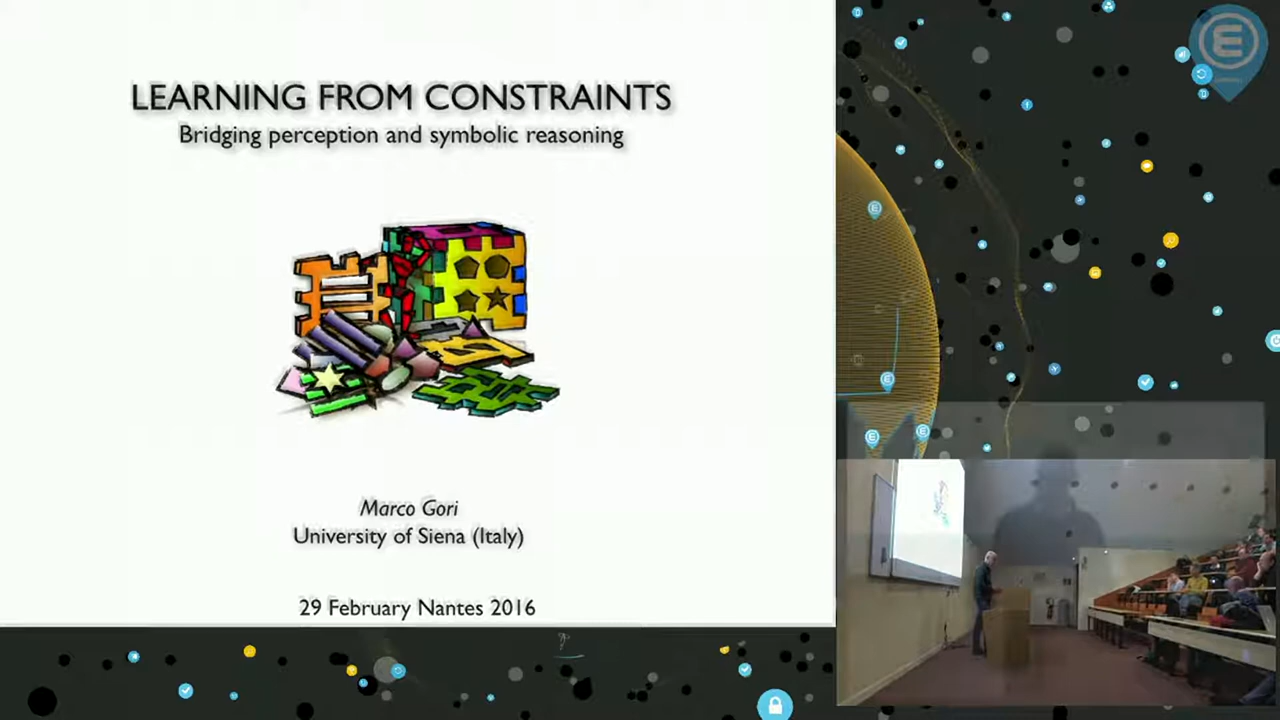 LEARNING FROM CONSTRAINTS
Bridging perception and symbolic reasoning
Marco Gori
University of Siena (Italy)
29 February Nantes 2016